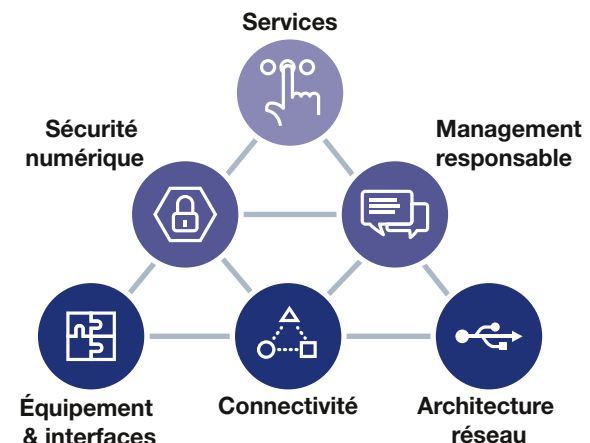 Services
Sécurité
numérique
Management
responsable
Équipement
& interfaces
Connectivité
Architecture
réseau